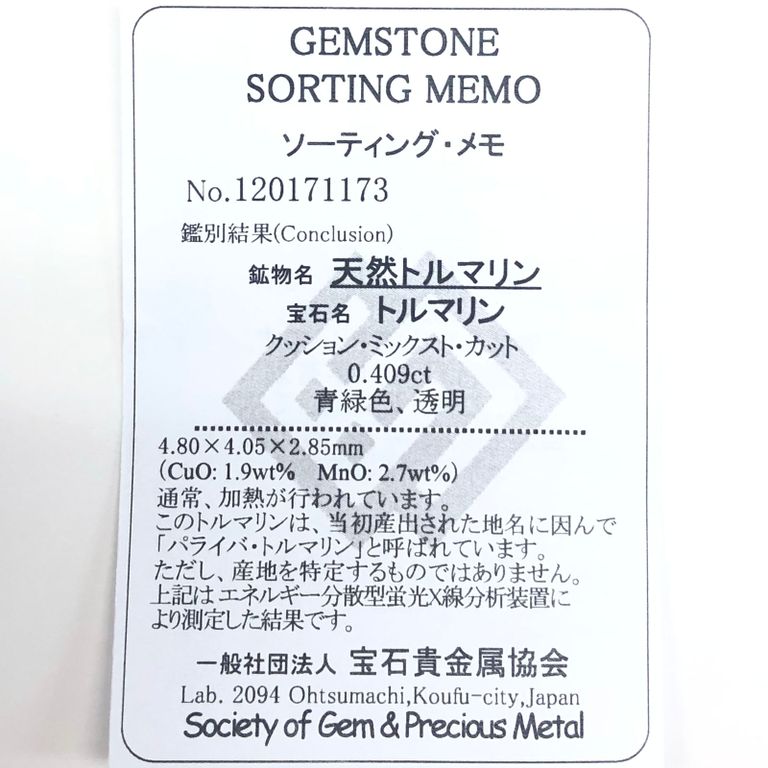 GEMSTONE
SORTING MEMO
ソーティング・メモ
No.120171173
鑑別結果(Conclusion)
鉱物名 天然トルマリン
宝石名 トルマリン
クッション・ミックスト・カット
0.409ct
青緑色、透明
4.80×4.05×2.85mm
(CuO: 1.9wt% MnO: 2.7wt%)
通常、加熱が行われています。
このトルマリンは、当初産出された地名に因んで
「パライバ・トルマリン」と呼ばれています。
ただし、産地を特定するものではありません。
上記は エネルギー分散型蛍光X線分析装置に
より測定した結果です。
一般社団法人 宝石貴金属協会
Lab. 2094 Ohtsumachi,Koufu-city,Japan
Society of Gem & Precious Metal